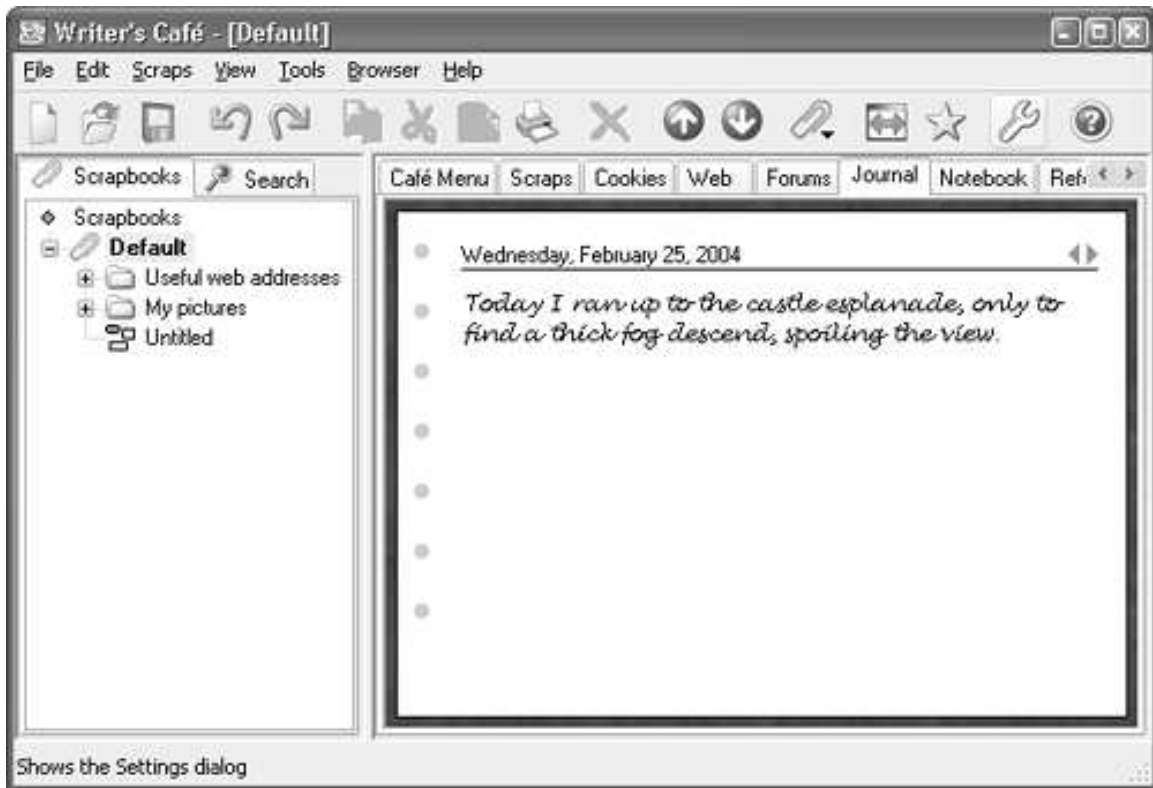 Writer's Café - [Default]
File Edit Scraps View Tools Browser Help
Scrapbooks Search
Café Menu Scraps Cookies Web Forums Journal Notebook
Scrapbooks
Default
Useful web addresses
My pictures
Untitled
Wednesday, February 25, 2004
Today I ran up to the castle esplanade, only to
find a thick fog descend, spoiling the view.
Shows the Settings dialog